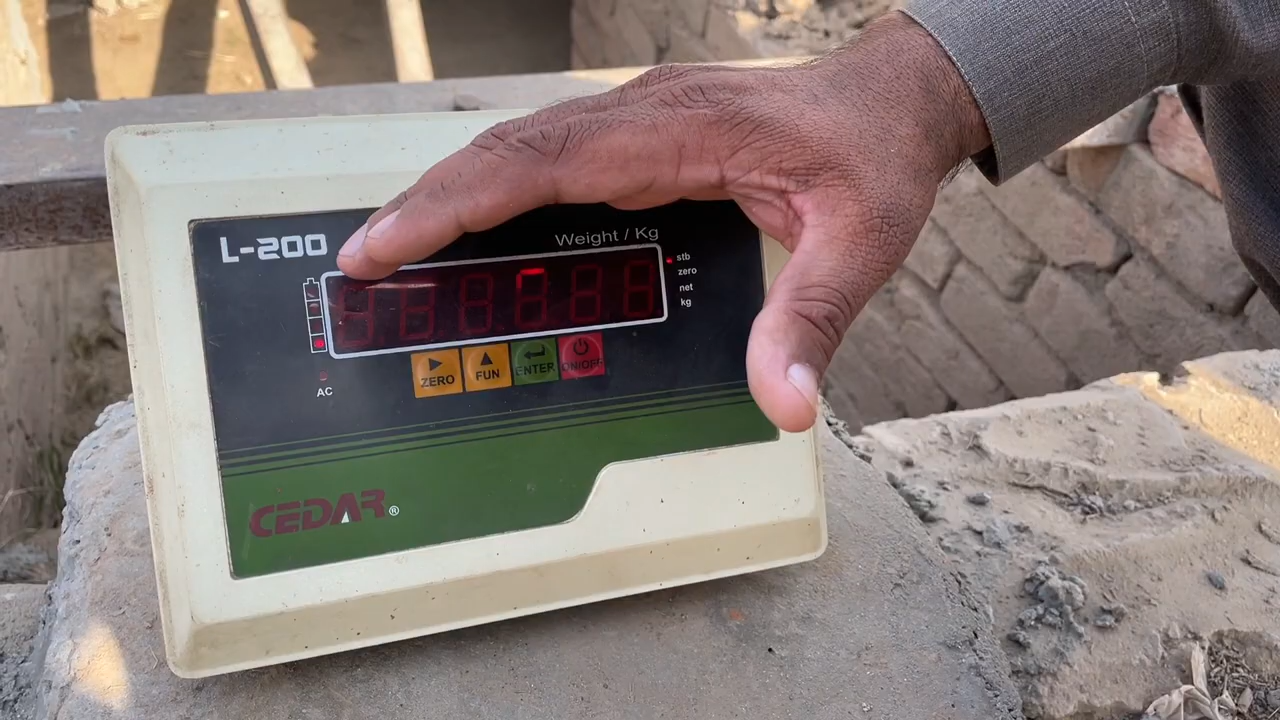 L-200
Weight / Kg
stb
zero
net
kg
AC
ZERO
FUN
ENTER
ON/OFF
CEDAR®